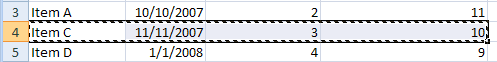 3 Item A 10/10/2007 2 11
4 Item C 11/11/2007 3 10
5 Item D 1/1/2008 4 9